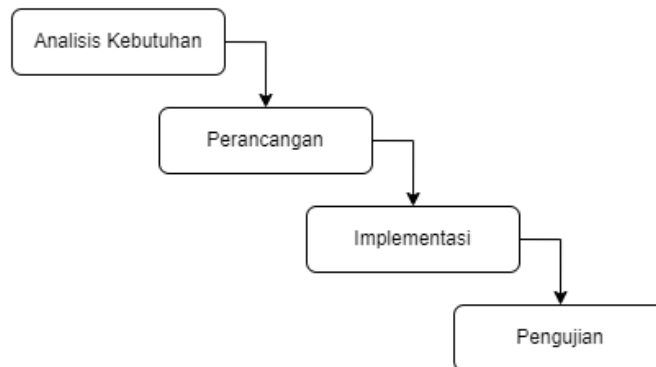 Analisis Kebutuhan
Perancangan
Implementasi
Pengujian